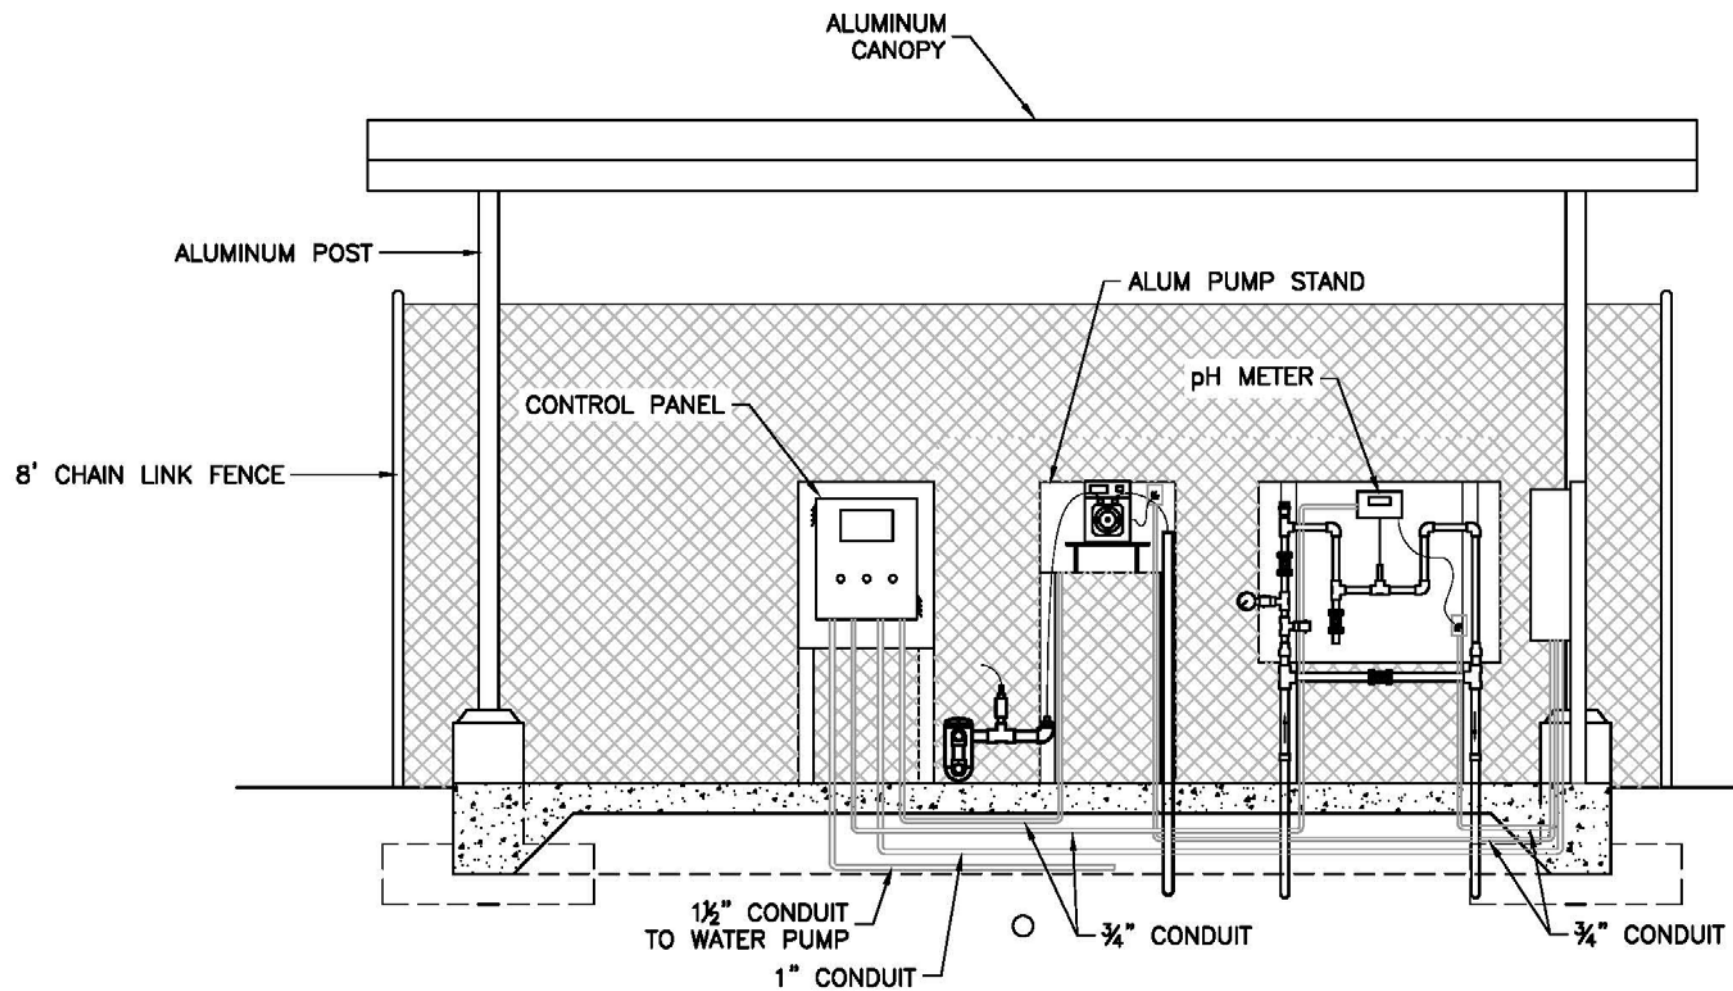 ALUMINUM
CANOPY
ALUMINUM POST
ALUM PUMP STAND
pH METER
CONTROL PANEL
8' CHAIN LINK FENCE
1½" CONDUIT
TO WATER PUMP
¾" CONDUIT
¾" CONDUIT
1" CONDUIT